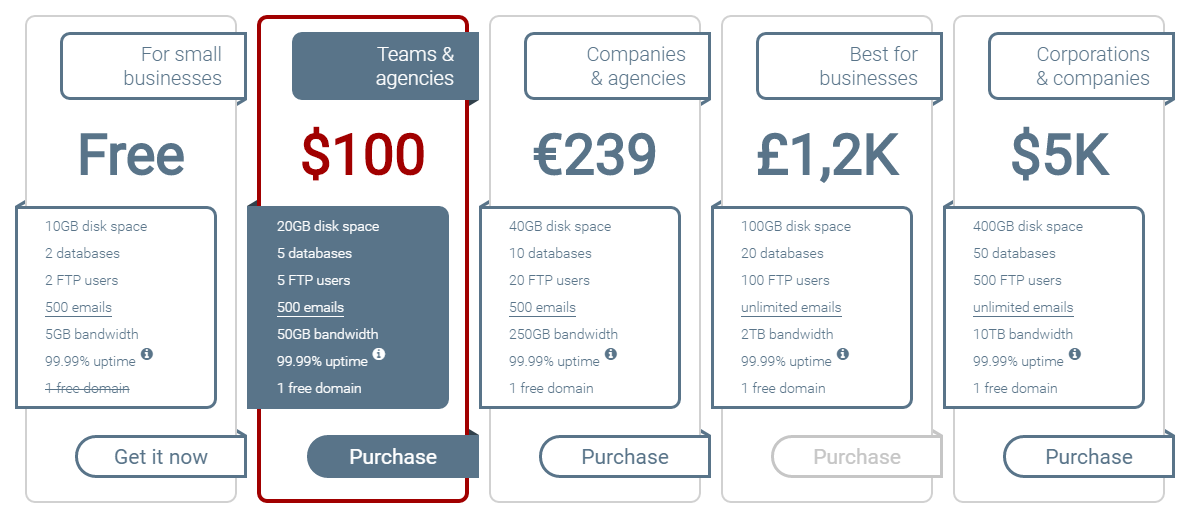 For small
businesses
Free
10GB disk space
2 databases
2 FTP users
500 emails
5GB bandwidth
99.99% uptime
1 free domain
Get it now
Teams &
agencies
$100
20GB disk space
5 databases
5 FTP users
500 emails
50GB bandwidth
99.99% uptime
1 free domain
Purchase
Companies
& agencies
€239
40GB disk space
10 databases
20 FTP users
500 emails
250GB bandwidth
99.99% uptime
1 free domain
Purchase
Best for
businesses
£1,2K
100GB disk space
20 databases
100 FTP users
unlimited emails
2TB bandwidth
99.99% uptime
1 free domain
Purchase
Corporations
& companies
$5K
400GB disk space
50 databases
500 FTP users
unlimited emails
10TB bandwidth
99.99% uptime
1 free domain
Purchase